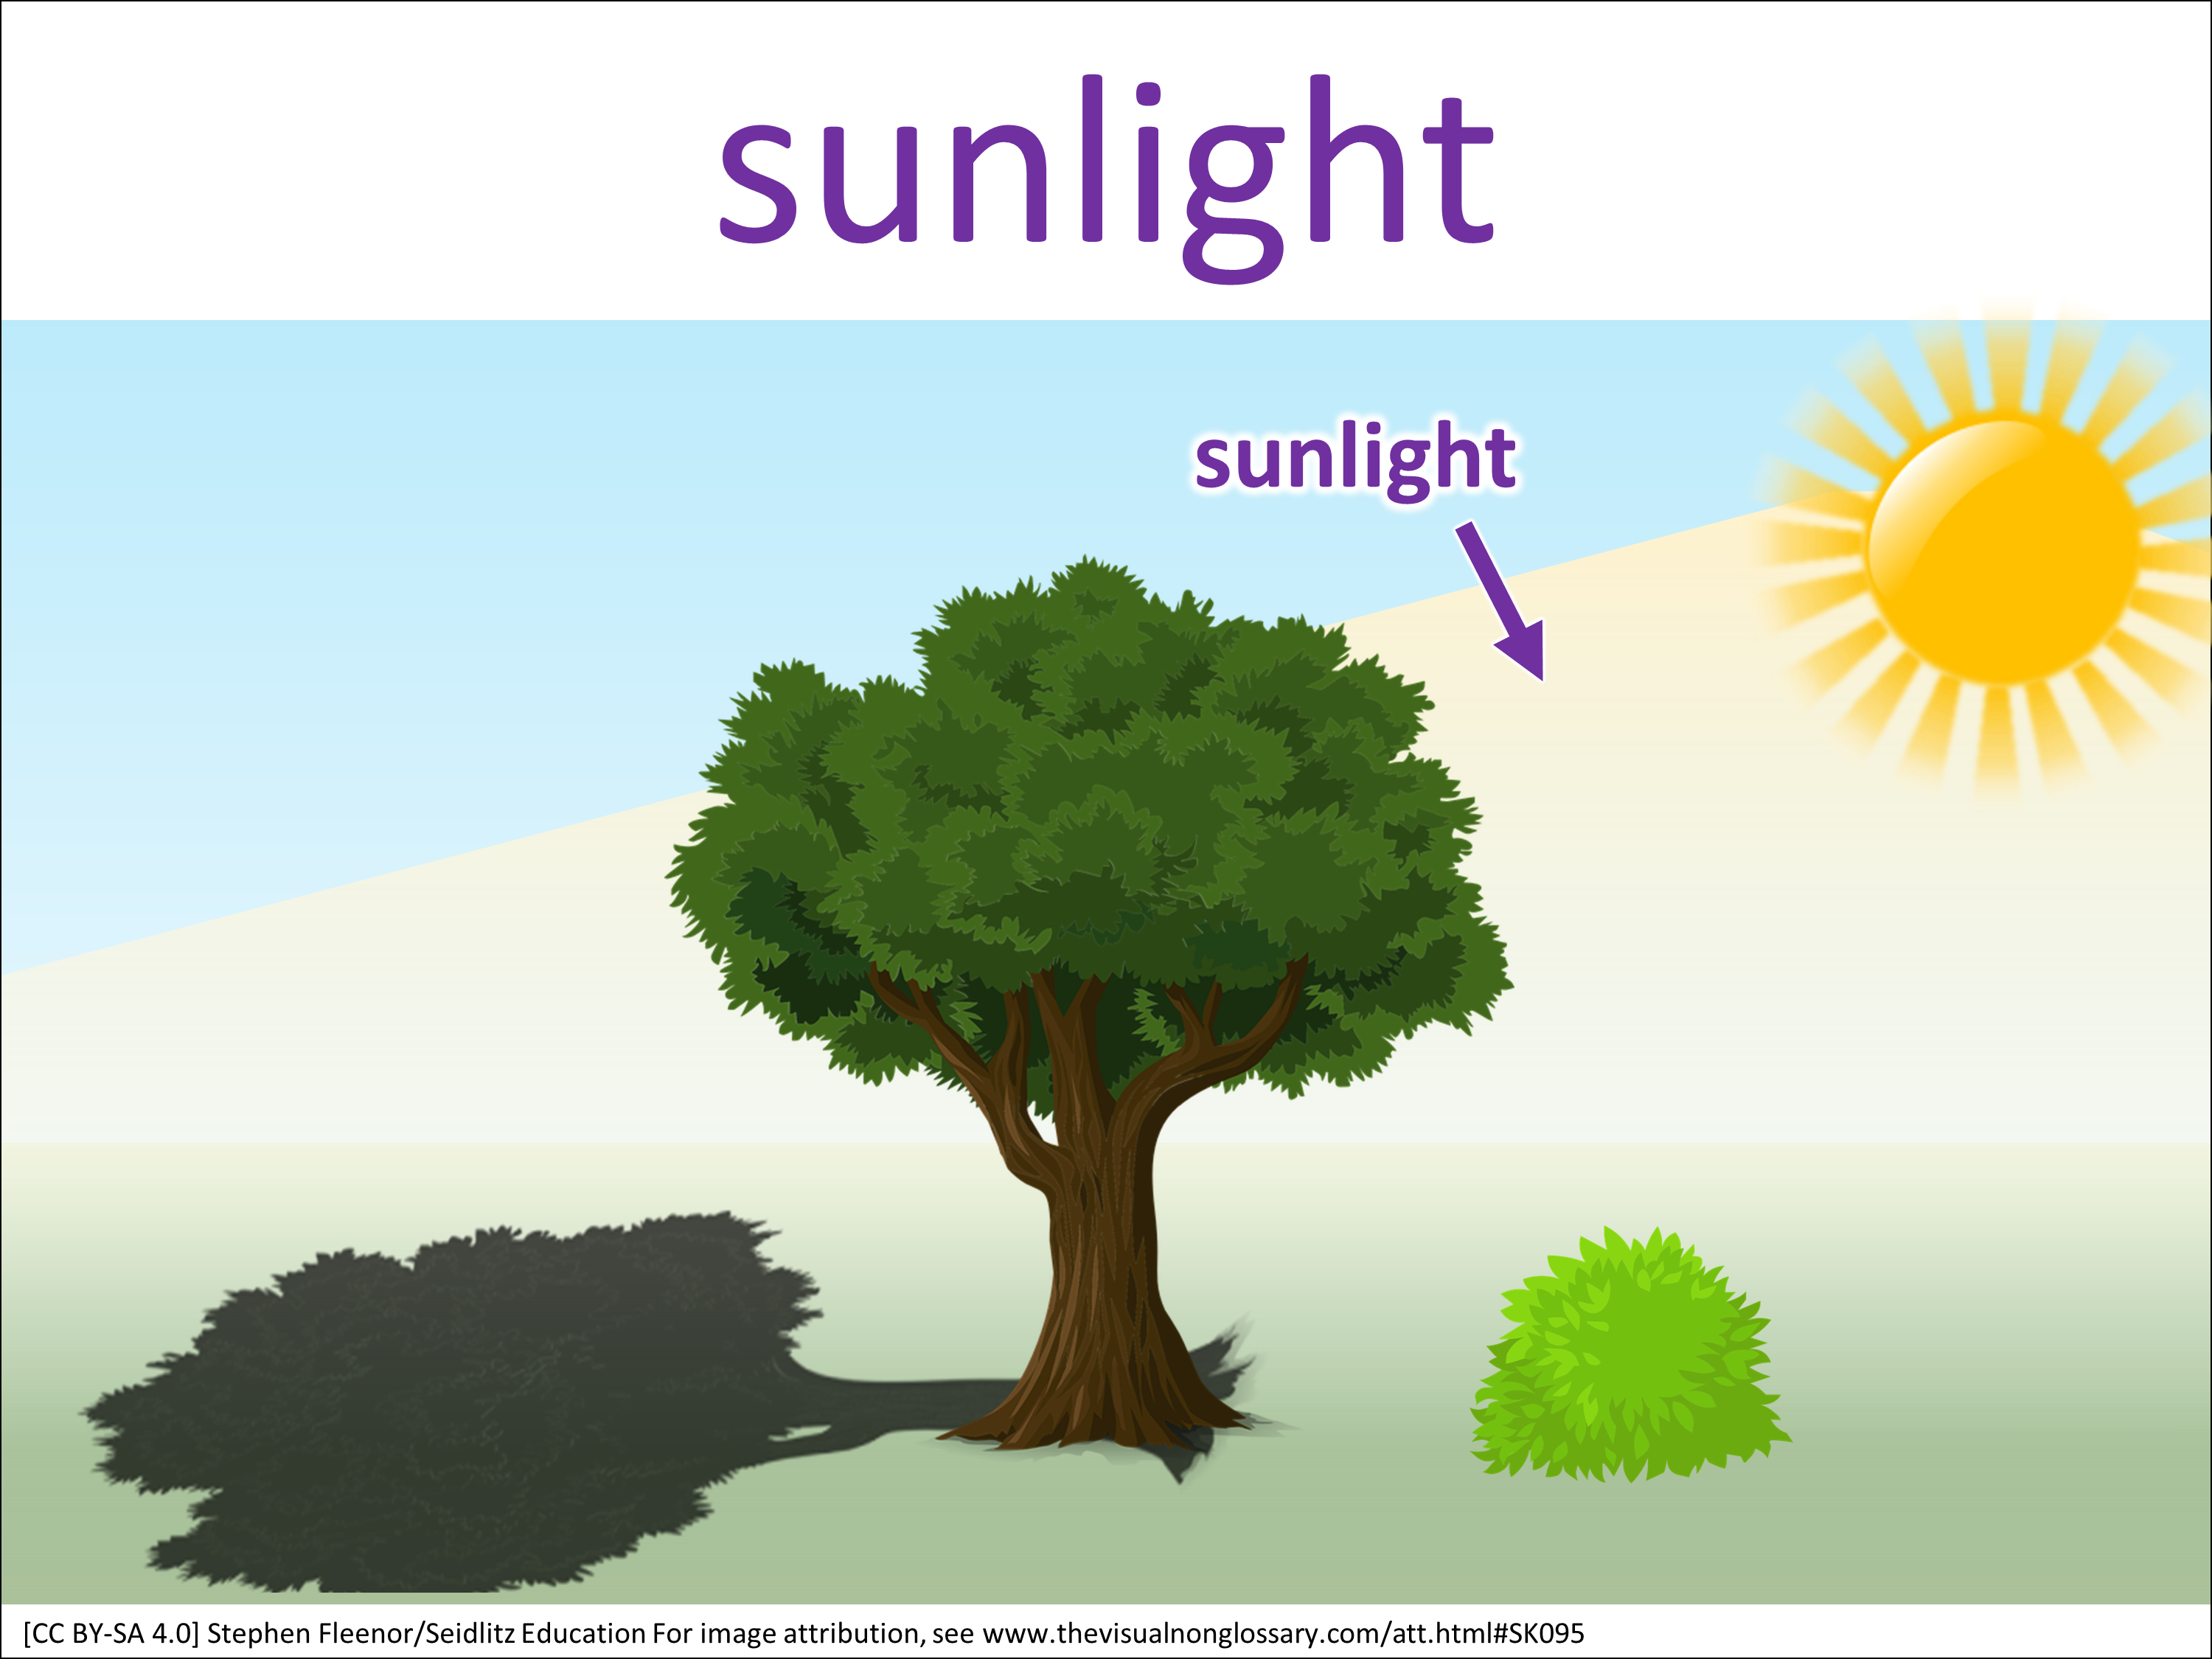 sunlight
sunlight
[CC BY-SA 4.0] Stephen Fleenor/Seidlitz Education For image attribution, see www.thevisualnonglossary.com/att.html#SK095